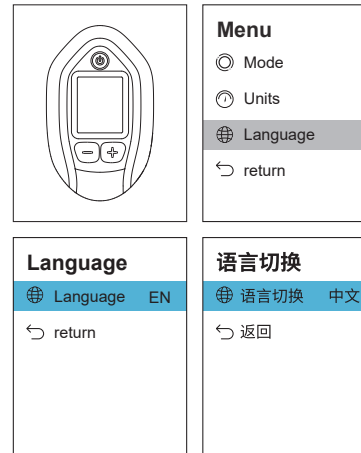 Menu
Mode
Units
Language
return
Language
Language EN
return
语言切换
语言切换 中文
返回